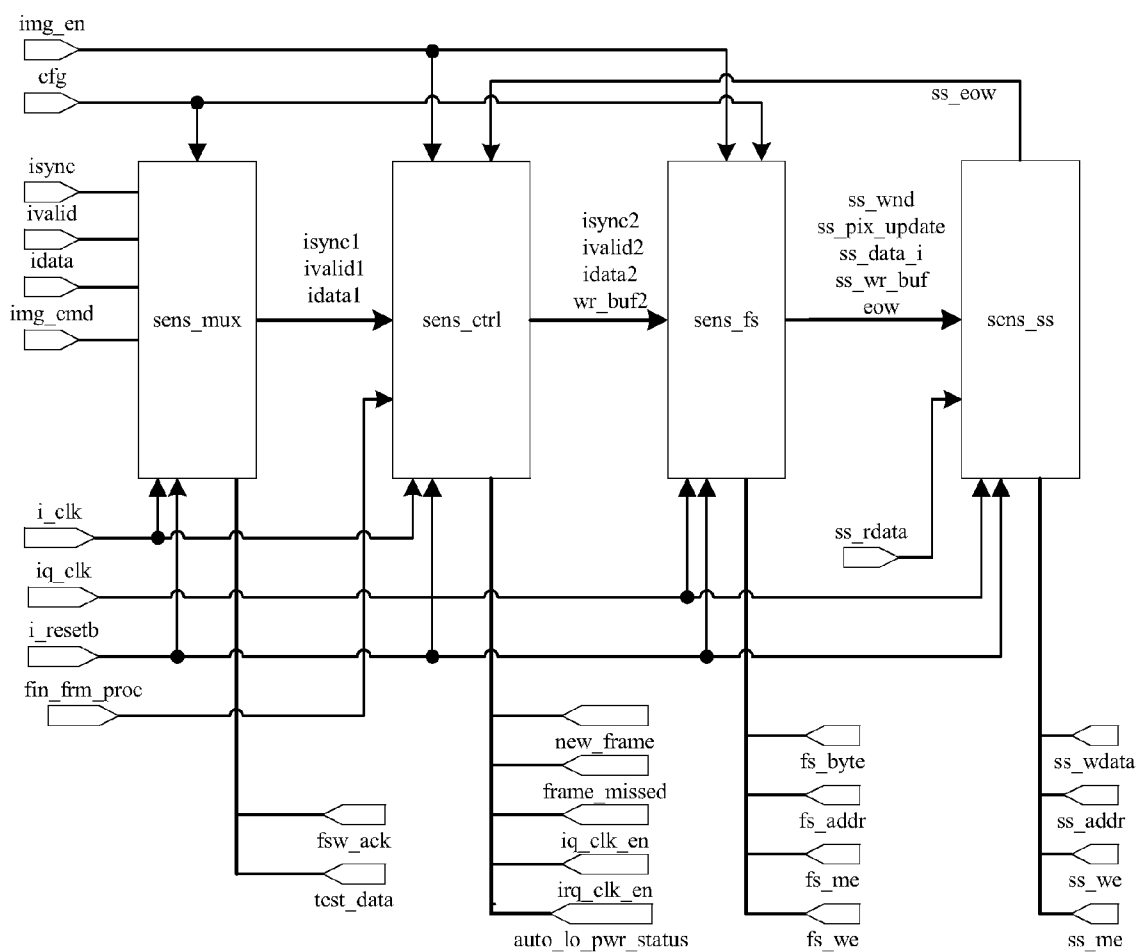 img_en
cfg
ss_eow
isync
ivalid
idata
img_cmd
sens_mux
isync1
ivalid1
idata1
sens_ctrl
isync2
ivalid2
idata2
wr_buf2
sens_fs
ss_wnd
ss_pix_update
ss_data_i
ss_wr_buf
eow
sens_ss
i_clk
iq_clk
i_resetb
fin_frm_proc
ss_rdata
fsw_ack
test_data
new_frame
frame_missed
iq_clk_en
irq_clk_en
auto_lo_pwr_status
fs_byte
fs_addr
fs_me
fs_we
ss_wdata
ss_addr
ss_we
ss_me